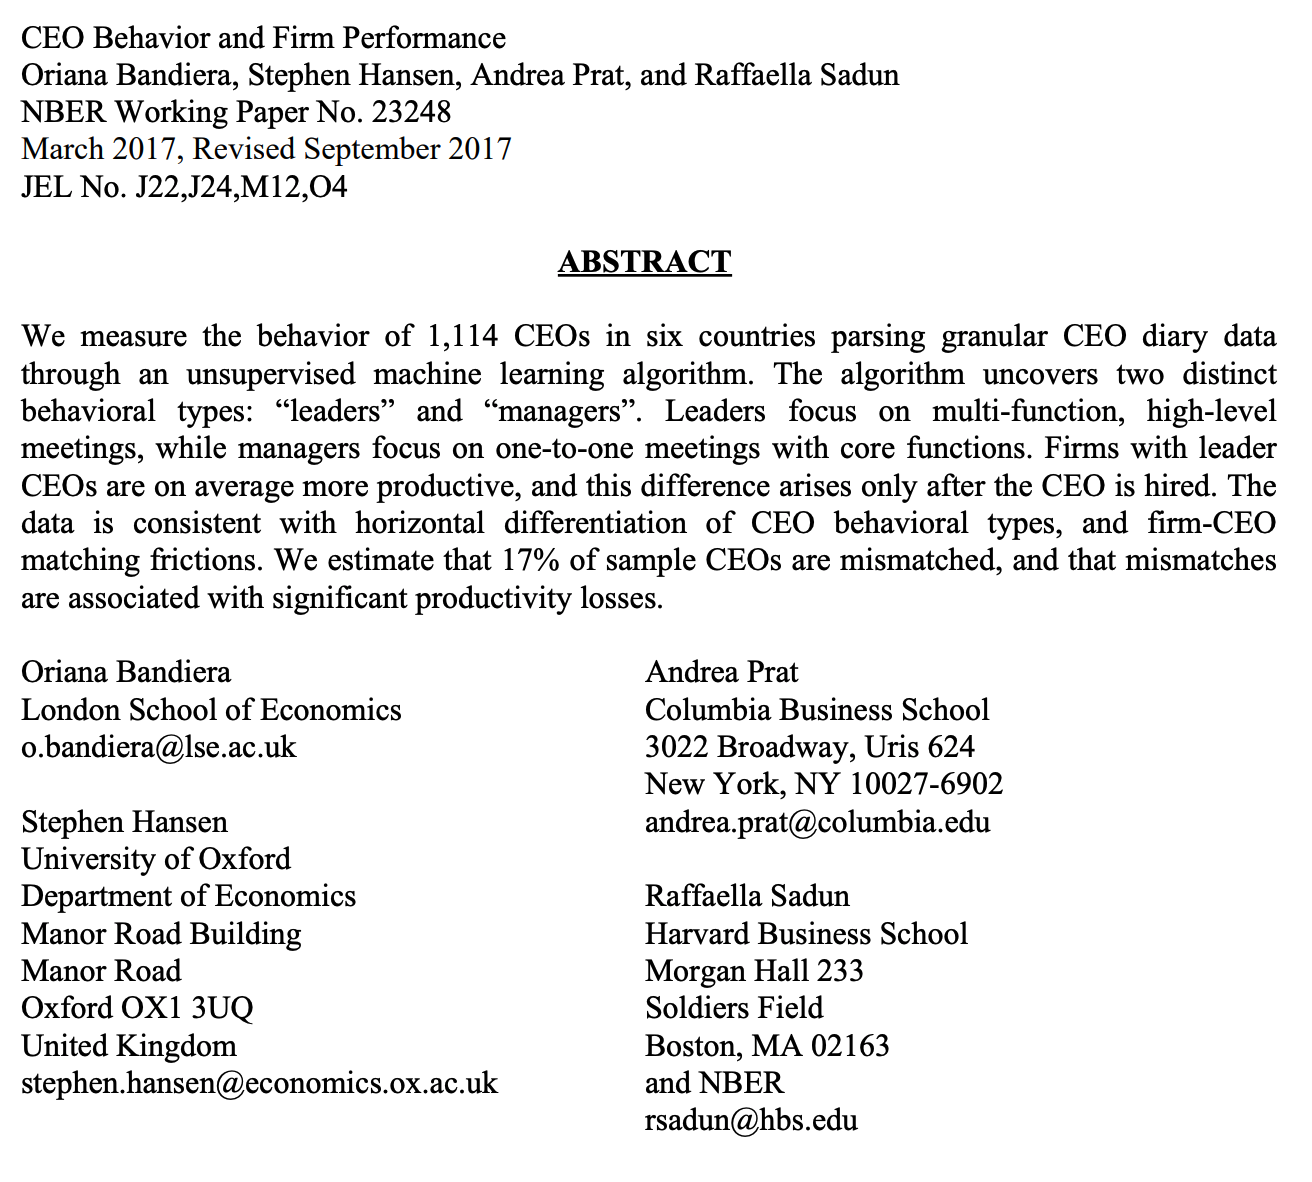 CEO Behavior and Firm Performance
Oriana Bandiera, Stephen Hansen, Andrea Prat, and Raffaella Sadun
NBER Working Paper No. 23248
March 2017, Revised September 2017
JEL No. J22,J24,M12,O4
ABSTRACT
We measure the behavior of 1,114 CEOs in six countries parsing granular CEO diary data
through an unsupervised machine learning algorithm. The algorithm uncovers two distinct
behavioral types: “leaders” and “managers”. Leaders focus on multi-function, high-level
meetings, while managers focus on one-to-one meetings with core functions. Firms with leader
CEOs are on average more productive, and this difference arises only after the CEO is hired. The
data is consistent with horizontal differentiation of CEO behavioral types, and firm-CEO
matching frictions. We estimate that 17% of sample CEOs are mismatched, and that mismatches
are associated with significant productivity losses.
Oriana Bandiera
London School of Economics
o.bandiera@lse.ac.uk
Stephen Hansen
University of Oxford
Department of Economics
Manor Road Building
Manor Road
Oxford OX1 3UQ
United Kingdom
stephen.hansen@economics.ox.ac.uk
Andrea Prat
Columbia Business School
3022 Broadway, Uris 624
New York, NY 10027-6902
andrea.prat@columbia.edu
Raffaella Sadun
Harvard Business School
Morgan Hall 233
Soldiers Field
Boston, MA 02163
and NBER
rsadun@hbs.edu